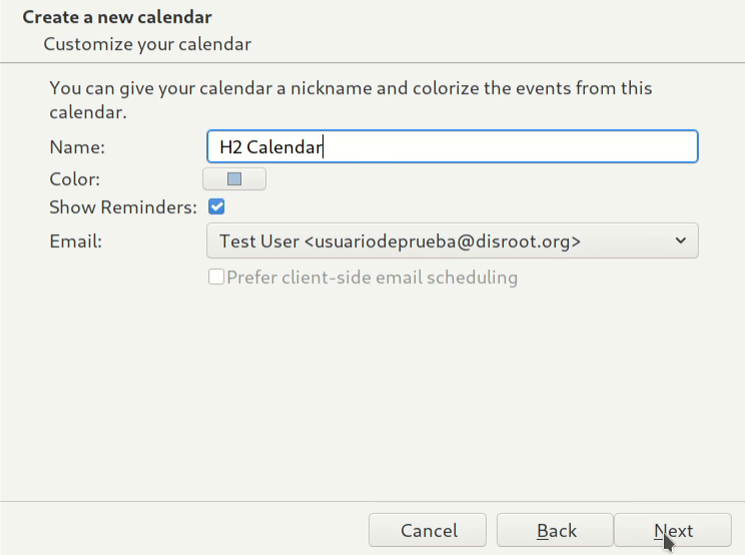 Create a new calendar
Customize your calendar
You can give your calendar a nickname and colorize the events from this
calendar.
Name: H2 Calendar
Color:
Show Reminders:
Email: Test User <usuariodeprueba@disroot.org>
Prefer client-side email scheduling
Cancel Back Next